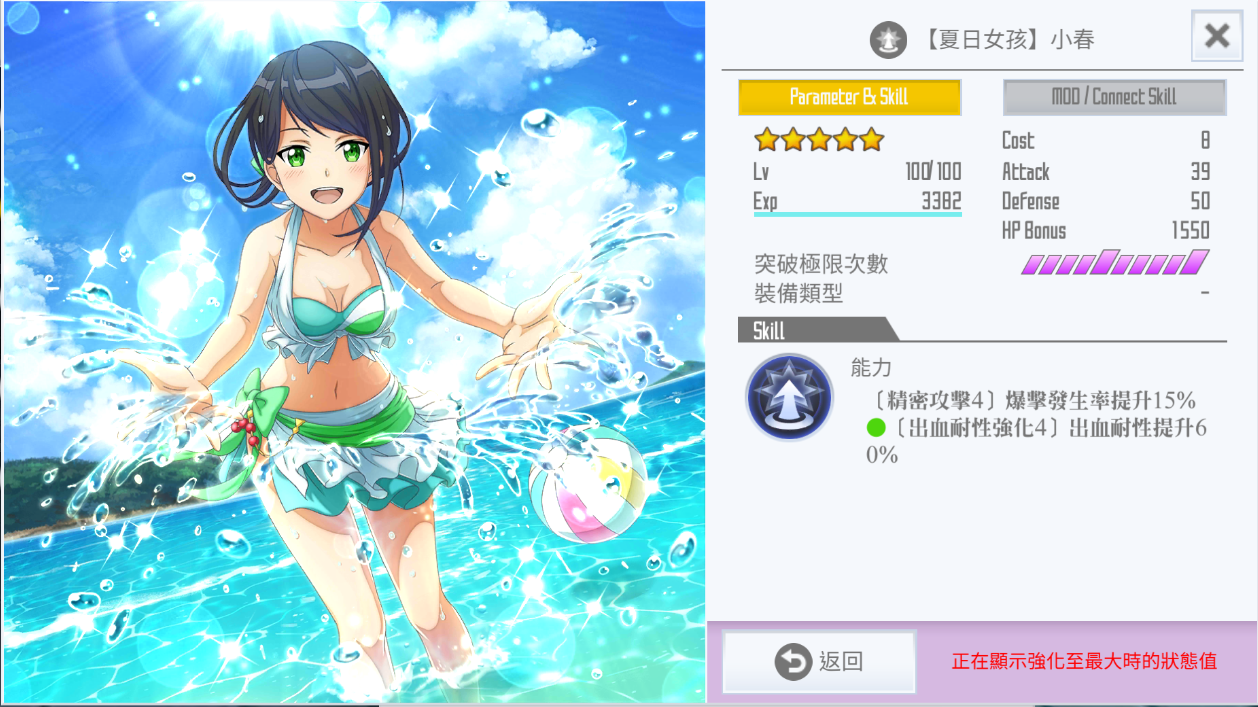 【夏日女孩】小春
Parameter & Skill
MOD / Connect Skill
Lv 100/100
Exp 3382
Cost 8
Attack 39
Defense 50
HP Bonus 1550
突破極限次數
裝備類型 -
Skill
能力
〔精密攻擊4〕爆擊發生率提升15%
〔出血耐性強化4〕出血耐性提升6
0%
返回
正在顯示強化至最大時的狀態值